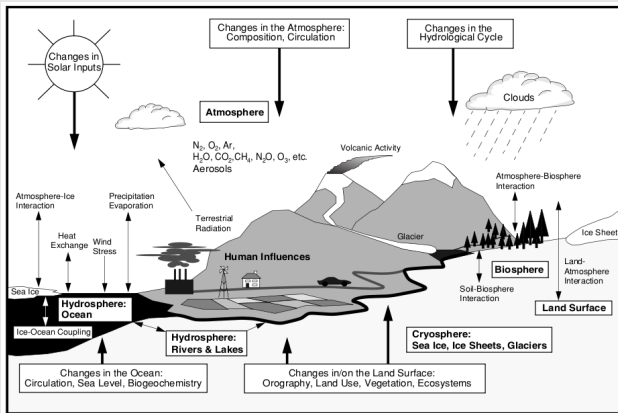 Changes in the Atmosphere:
Composition, Circulation
Changes in the
Hydrological Cycle
Changes in
Solar Inputs
Clouds
Atmosphere
N2, O2, Ar,
H2O, CO2,CH4, N2O, O3, etc.
Aerosols
Volcanic Activity
Atmosphere-Biosphere
Interaction
Atmosphere-Ice
Interaction
Precipitation
Evaporation
Terrestrial
Radiation
Heat
Exchange
Wind
Stress
Glacier
Ice Sheet
Human Influences
Biosphere
Land-
Atmosphere
Interaction
Soil-Biosphere
Interaction
Sea Ice
Hydrosphere:
Ocean
Land Surface
Ice-Ocean Coupling
Hydrosphere:
Rivers & Lakes
Cryosphere:
Sea Ice, Ice Sheets, Glaciers
Changes in the Ocean:
Circulation, Sea Level, Biogeochemistry
Changes in/on the Land Surface:
Orography, Land Use, Vegetation, Ecosystems